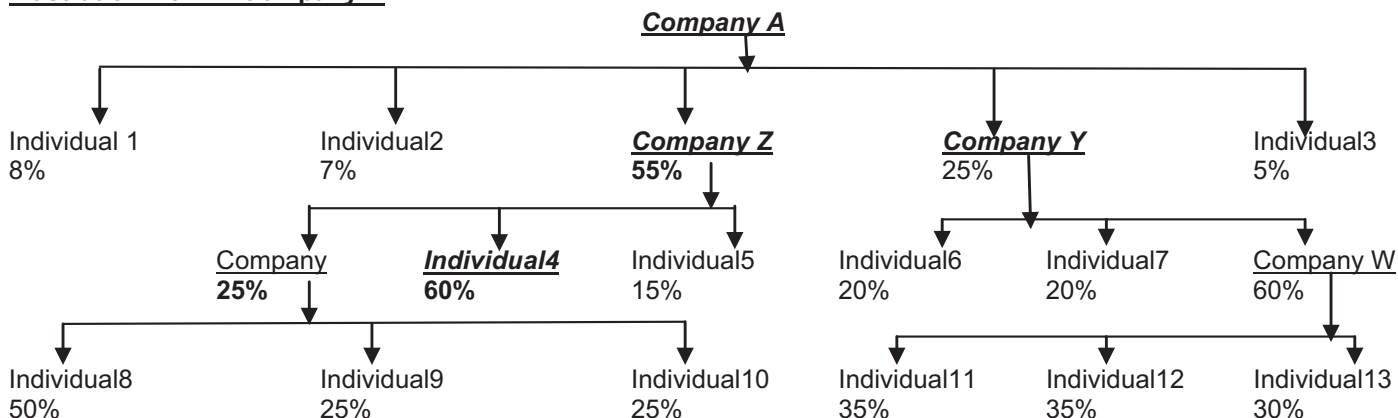 Company A
Individual 1 Individual2 Company Z Company Y Individual3
8% 7% 55% 25% 5%
Company Individual4 Individual5 Individual6 Individual7 Company W
25% 60% 15% 20% 20% 60%
Individual8 Individual9 Individual10 Individual11 Individual12 Individual13
50% 25% 25% 35% 35% 30%